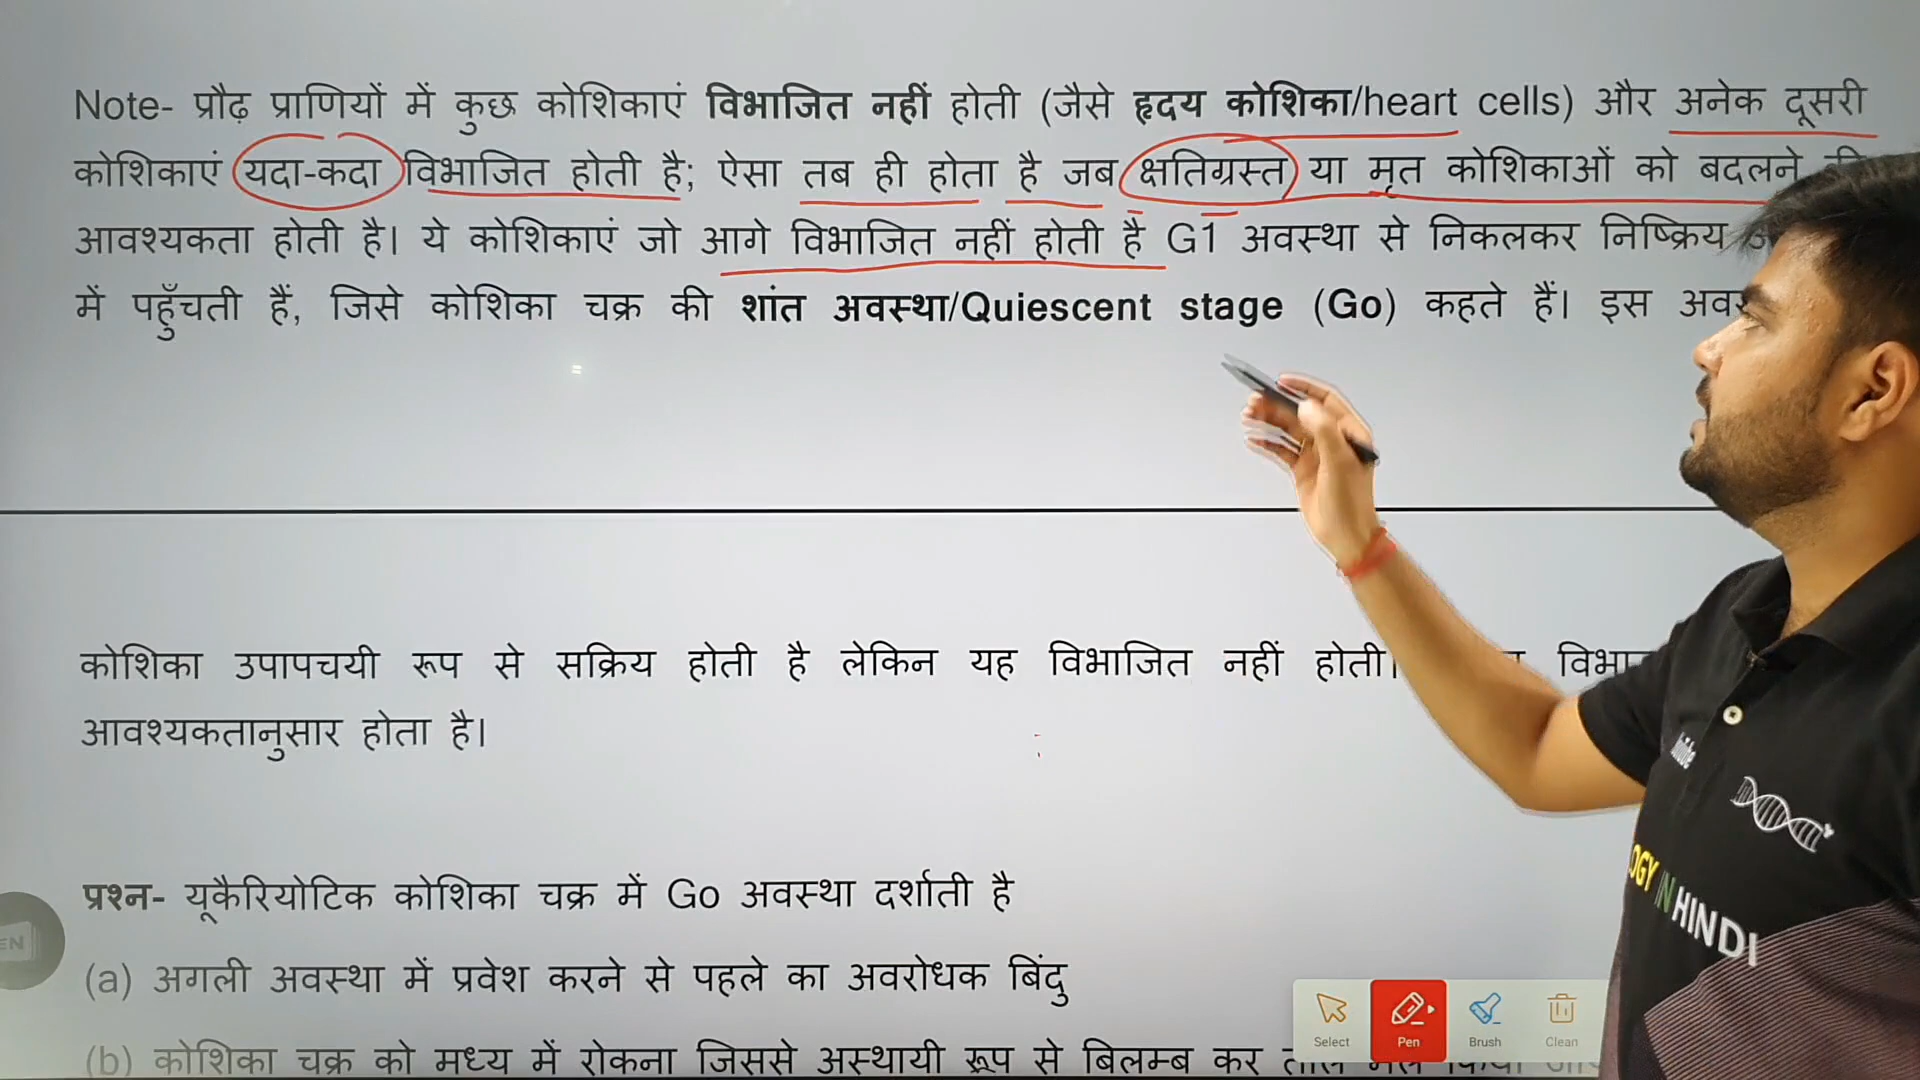 Note- प्रौढ़ प्राणियों में कुछ कोशिकाएं विभाजित नहीं होती (जैसे हृदय कोशिका/heart cells) और अनेक दूसरी
कोशिकाएं यदा-कदा विभाजित होती है; ऐसा तब ही होता है जब क्षतिग्रस्त या मृत कोशिकाओं को बदलने
आवश्यकता होती है। ये कोशिकाएं जो आगे विभाजित नहीं होती है G1 अवस्था से निकलकर निष्क्रिय
में पहुँचती हैं, जिसे कोशिका चक्र की शांत अवस्था/Quiescent stage (Go) कहते हैं। इस
कोशिका उपापचयी रूप से सक्रिय होती है लेकिन यह विभाजित नहीं होती।
आवश्यकतानुसार होता है।
प्रश्न- यूकैरियोटिक कोशिका चक्र में Go अवस्था दर्शाती है
(a) अगली अवस्था में प्रवेश करने से पहले का अवरोधक बिंदु
(b) कोशिका चक्र को मध्य में रोकना जिससे अस्थायी रूप से बिलम्ब कर
Select Pen Brush Clean
OGY IN HINDI